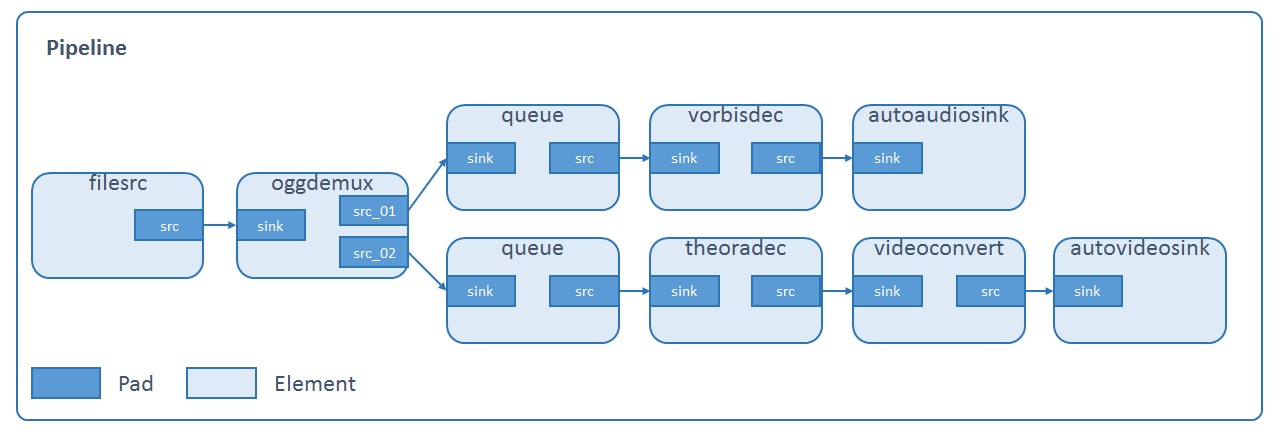 Pipeline
queue
vorbisdec
autoaudiosink
sink
src
sink
src
sink
filesrc
oggdemux
src
sink
src_01
src_02
queue
theoradec
videoconvert
autovideosink
sink
src
sink
src
sink
src
sink
Pad
Element